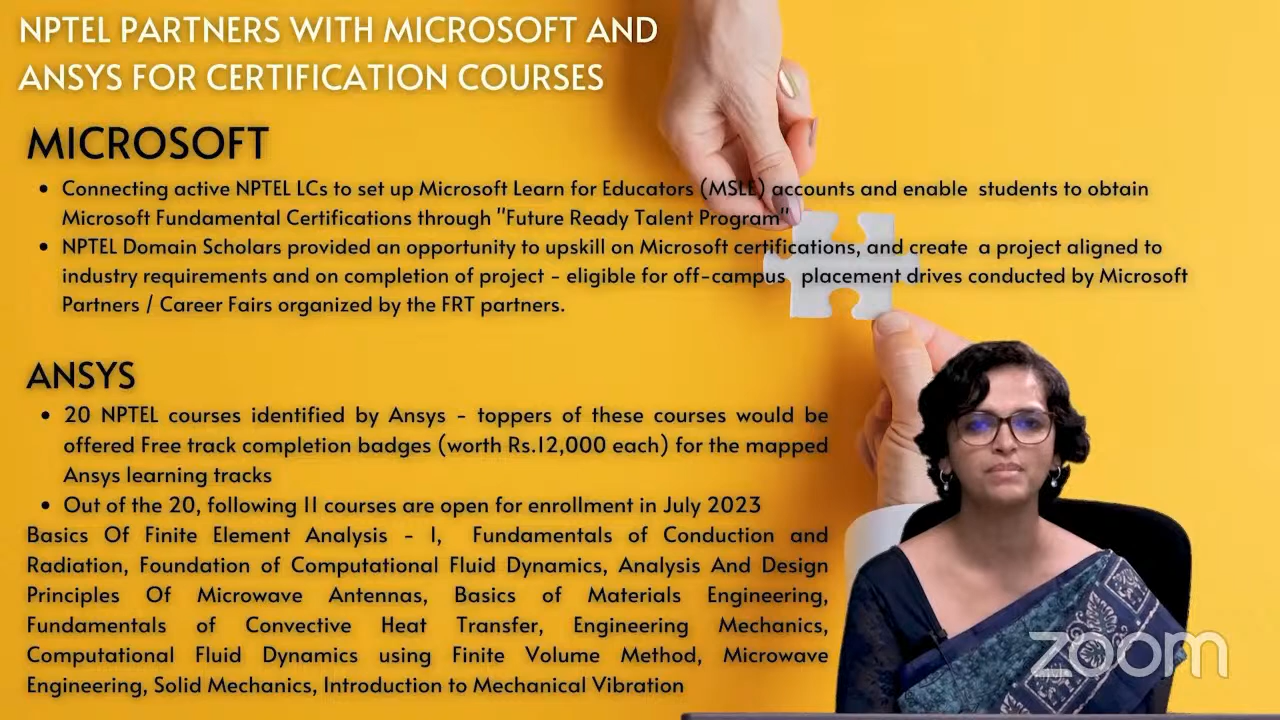 NPTEL PARTNERS WITH MICROSOFT AND
ANSYS FOR CERTIFICATION COURSES
MICROSOFT
• Connecting active NPTEL LCs to set up Microsoft Learn for Educators (MSLE) accounts and enable students to obtain
Microsoft Fundamental Certifications through "Future Ready Talent Program"
• NPTEL Domain Scholars provided an opportunity to upskill on Microsoft certifications, and create a project aligned to
industry requirements and on completion of project - eligible for off-campus placement drives conducted by Microsoft
Partners / Career Fairs organized by the FRT partners.
ANSYS
• 20 NPTEL courses identified by Ansys - toppers of these courses would be
offered Free track completion badges (worth Rs.12,000 each) for the mapped
Ansys learning tracks
• Out of the 20, following 11 courses are open for enrollment in July 2023
Basics Of Finite Element Analysis - I, Fundamentals of Conduction and
Radiation, Foundation of Computational Fluid Dynamics, Analysis And Design
Principles Of Microwave Antennas, Basics of Materials Engineering,
Fundamentals of Convective Heat Transfer, Engineering Mechanics,
Computational Fluid Dynamics using Finite Volume Method, Microwave
Engineering, Solid Mechanics, Introduction to Mechanical Vibration
zoom